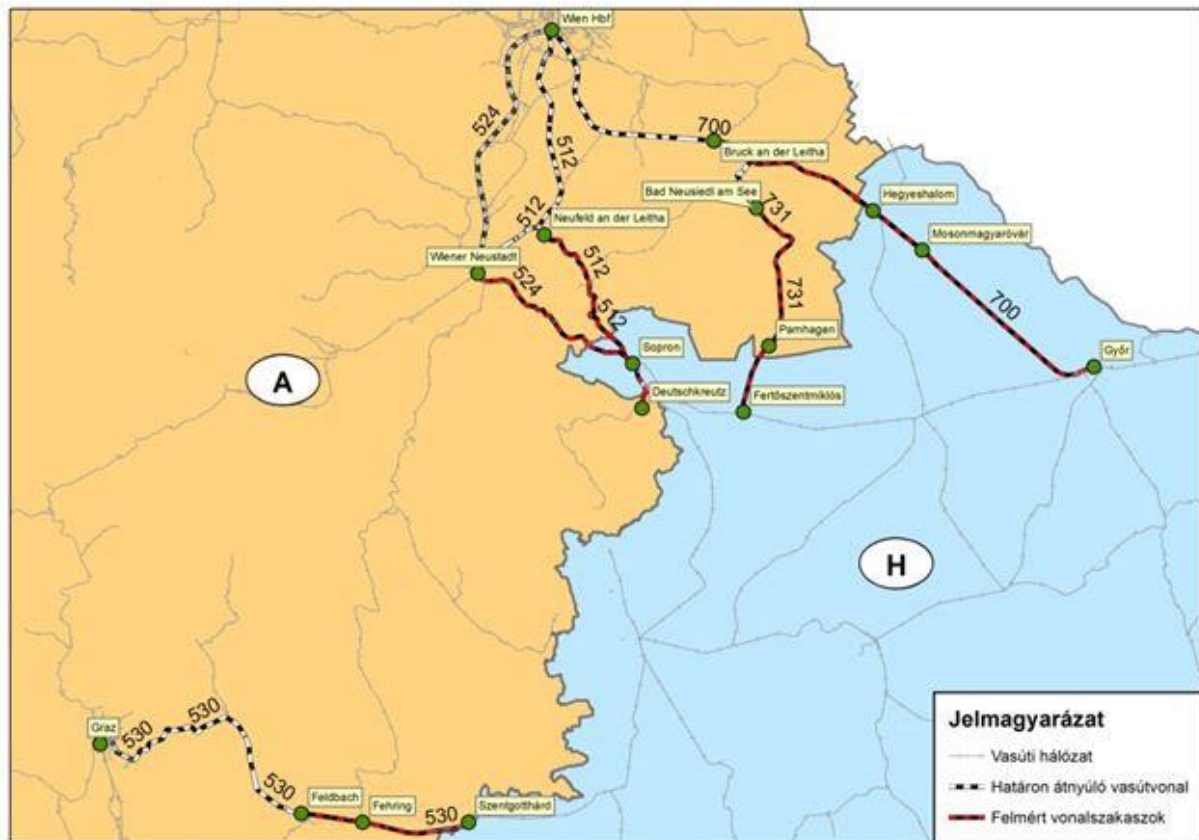 Wien Hbf
524
512
700
Bruck an der Leitha
Bad Neusiedl am See
Hegyeshalom
731
512
Neufeld an der Leitha
Mosonmagyaróvár
Wiener Neustadt
524
512
731
700
512
Pamhagen
Sopron
Győr
A
Deutschkreutz
Fertőszentmiklós
H
530
530
Graz
530
530
Feldbach
Fehring
530
Szentgotthárd
Jelmagyarázat
Vasúti hálózat
Határon átnyúló vasútvonal
Felmért vonalszakaszok